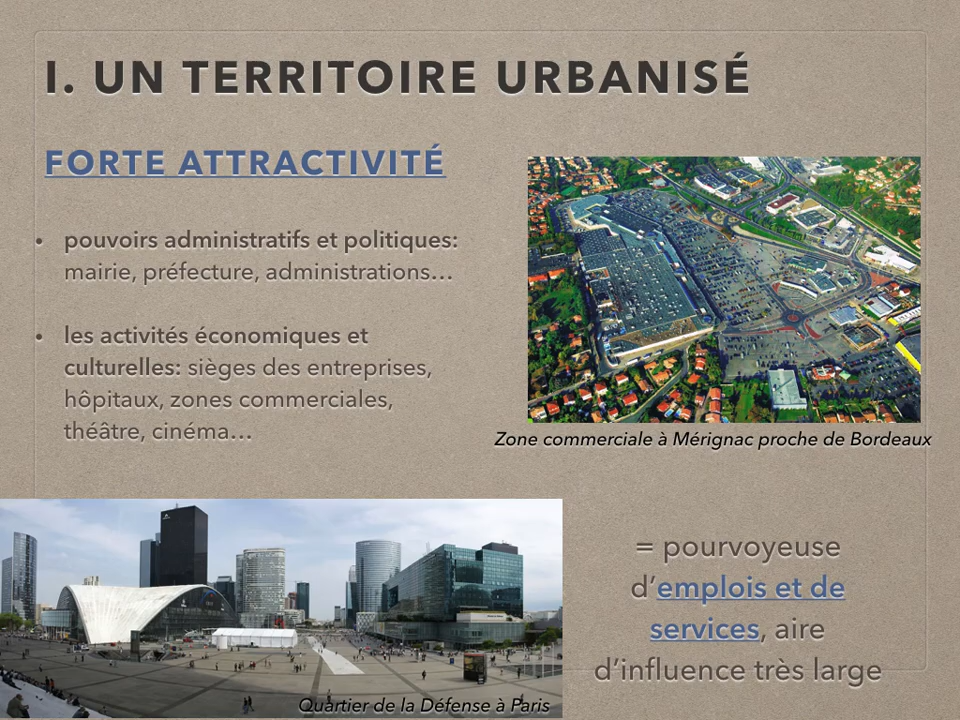 I. UN TERRITOIRE URBANISÉ
FORTE ATTRACTIVITÉ
• pouvoirs administratifs et politiques:
mairie, préfecture, administrations…
• les activités économiques et
culturelles: sièges des entreprises,
hôpitaux, zones commerciales,
théâtre, cinéma…
Zone commerciale à Mérignac proche de Bordeaux
Quartier de la Défense à Paris
= pourvoyeuse
d’emplois et de
services, aire
d’influence très large